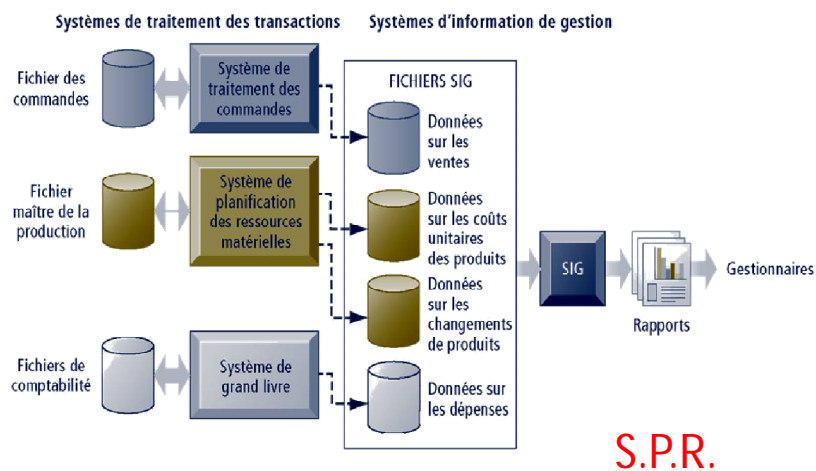 Systèmes de traitement des transactions
Systèmes d'information de gestion
Fichier des
commandes
Système de
traitement des
commandes
FICHIERS SIG
Données
sur les
ventes
Fichier
maître de la
production
Système de
planification
des ressources
matérielles
Données
sur les coûts
unitaires
des produits
Données
sur les
changements
de produits
SIG
Rapports
Gestionnaires
Fichiers de
comptabilité
Système de
grand livre
Données sur
les dépenses
S.P.R.